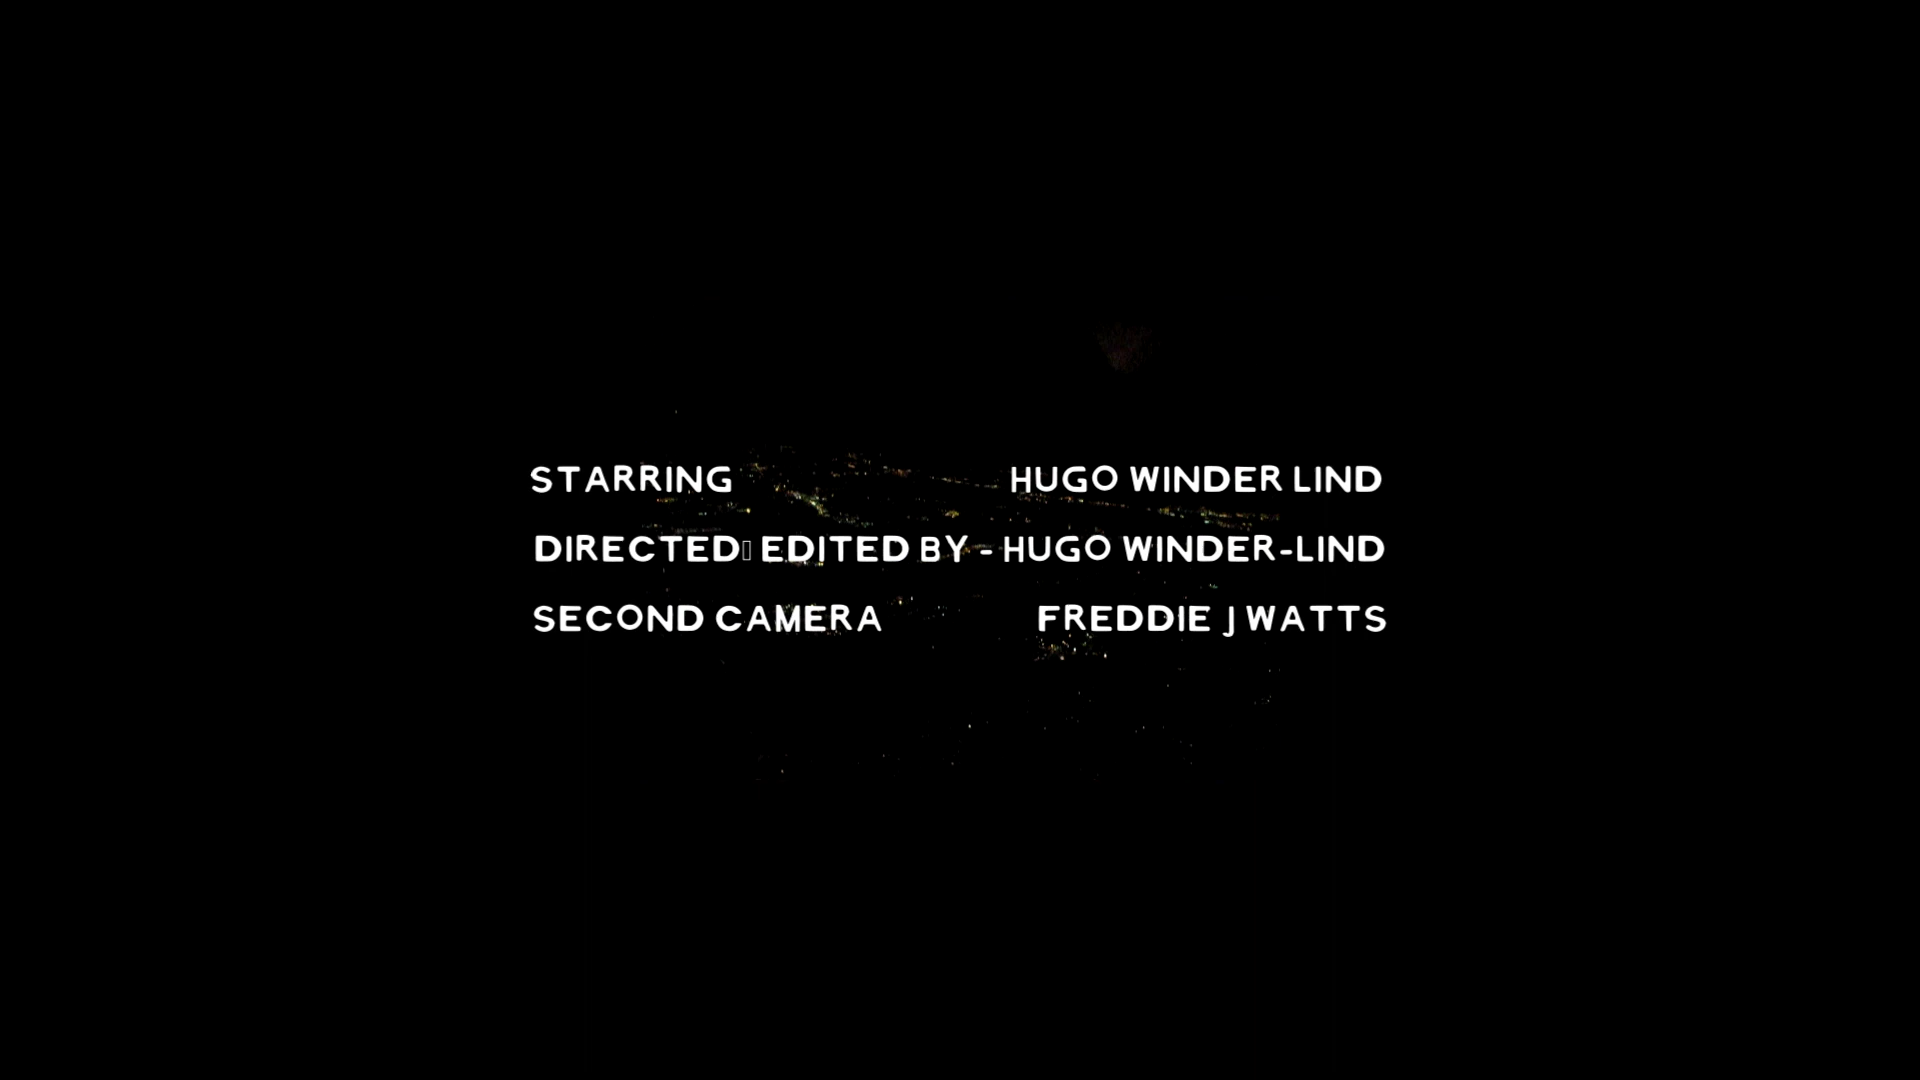 STARRING HUGO WINDER LIND
DIRECTED▯ EDITED BY - HUGO WINDER-LIND
SECOND CAMERA FREDDIE J WATTS